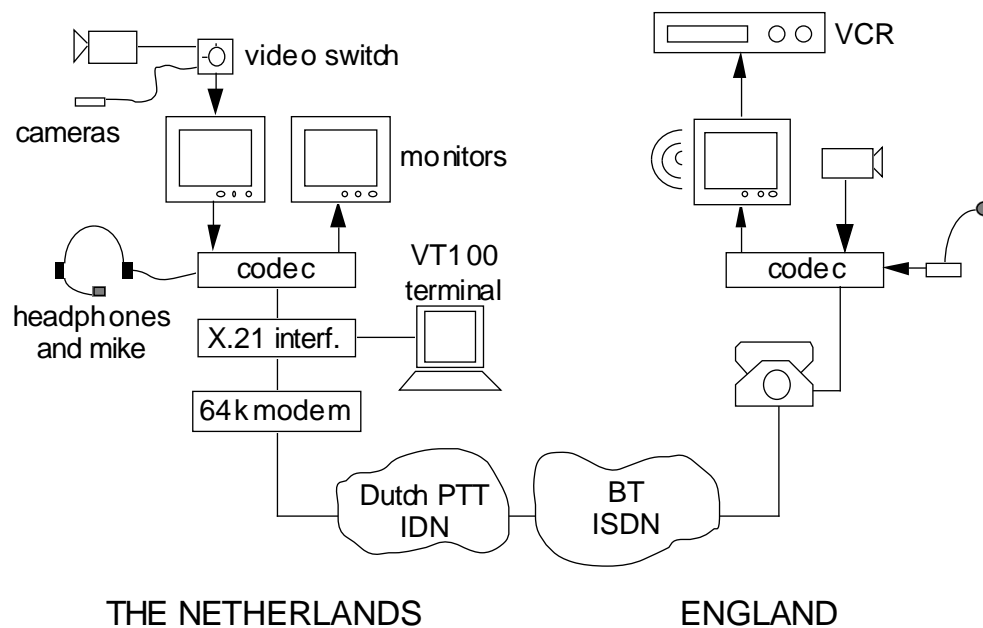 video switch
VCR
cameras
monitors
codec
VT100
terminal
codec
headphones
and mike
X.21 interf.
64k modem
Dutch PTT
IDN
BT
ISDN
THE NETHERLANDS
ENGLAND